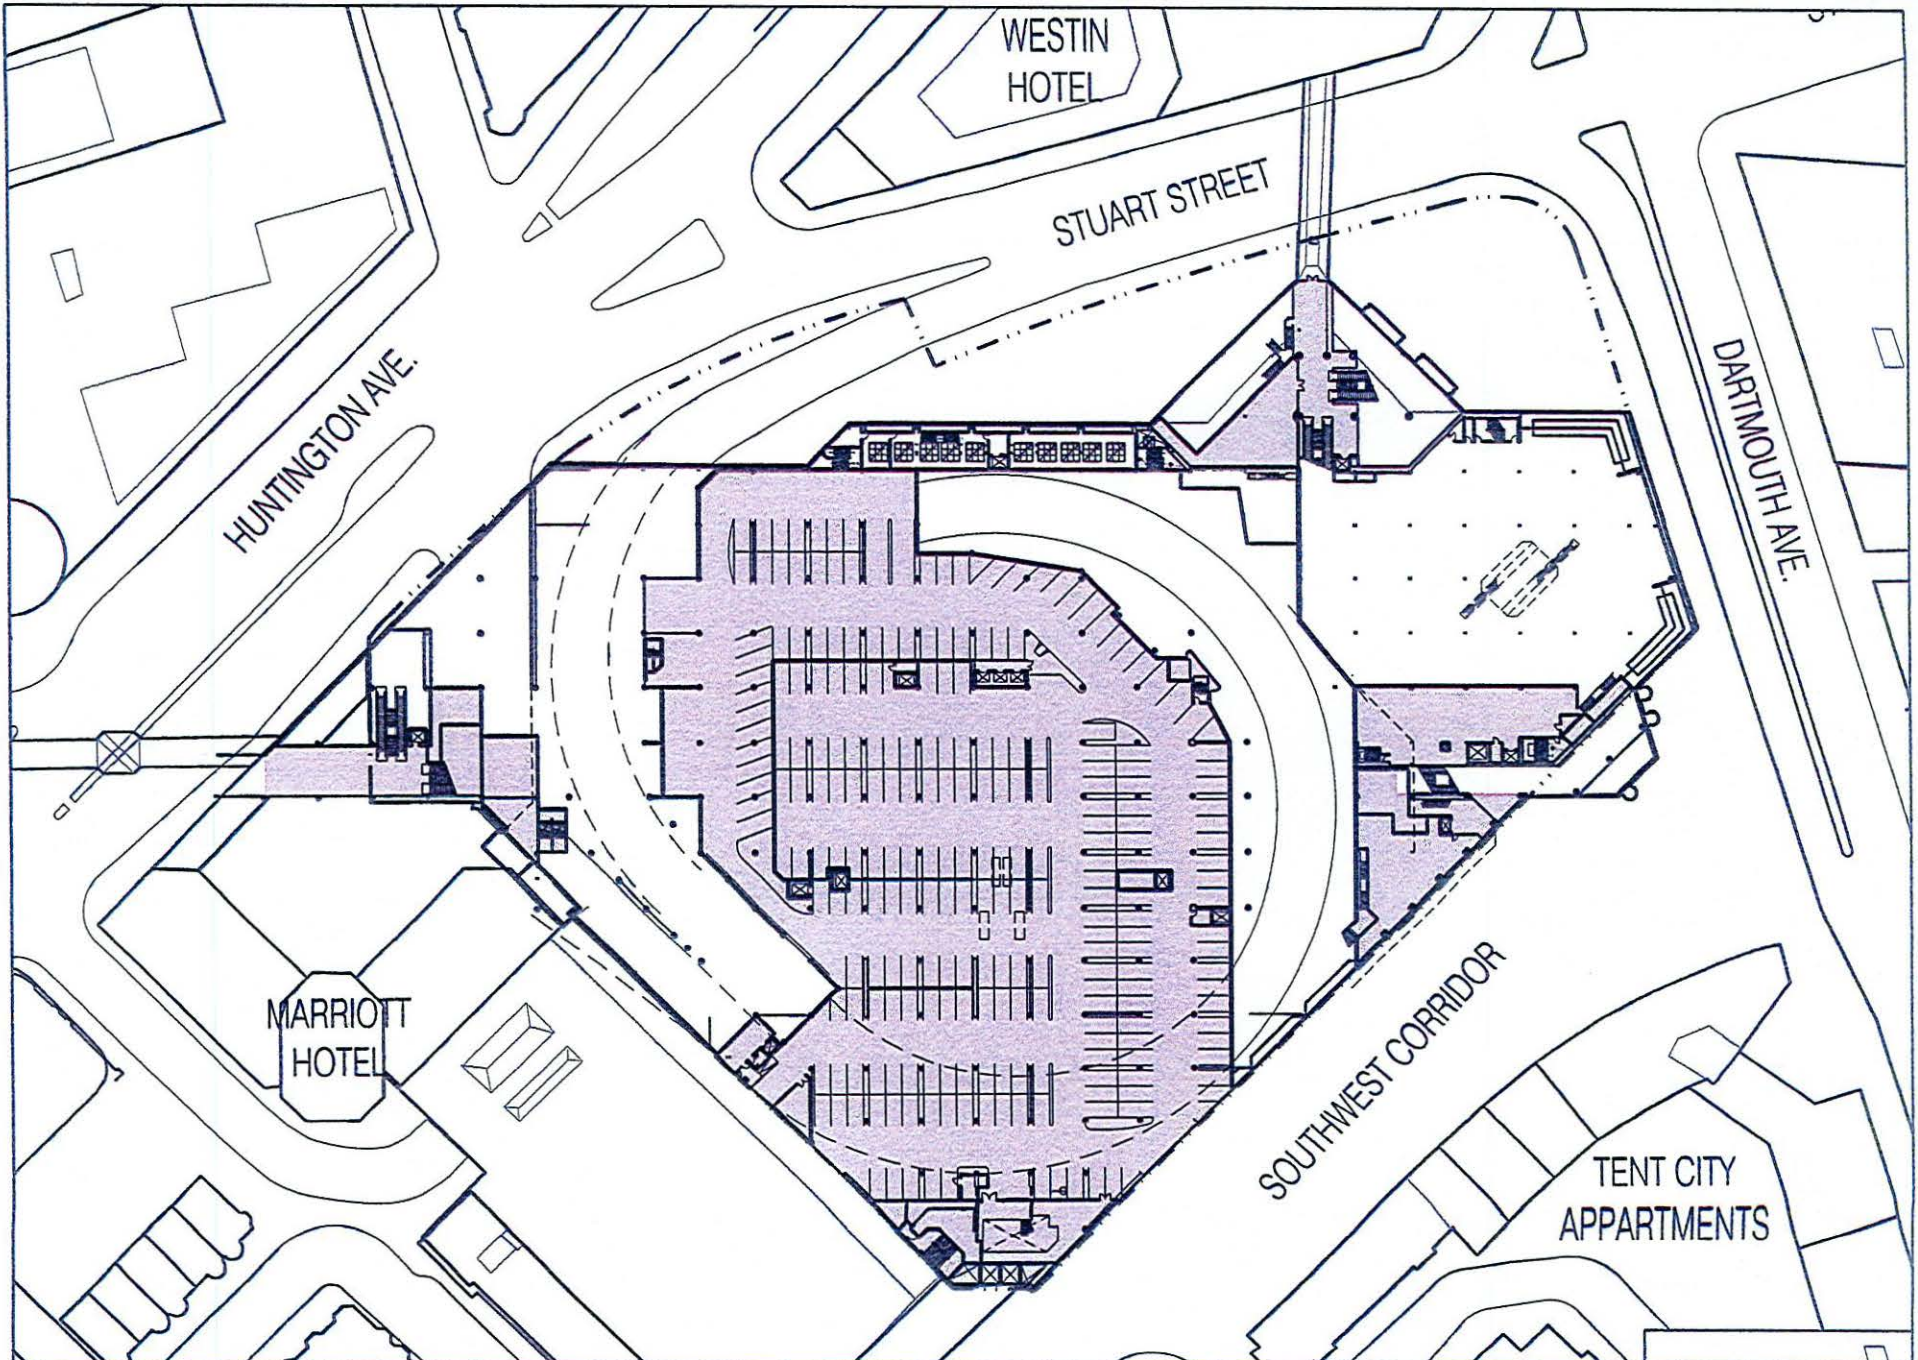 WESTIN
HOTEL
STUART STREET
HUNTINGTON AVE.
DARTMOUTH AVE.
MARRIOTT
HOTEL
SOUTHWEST CORRIDOR
TENT CITY
APPARTMENTS